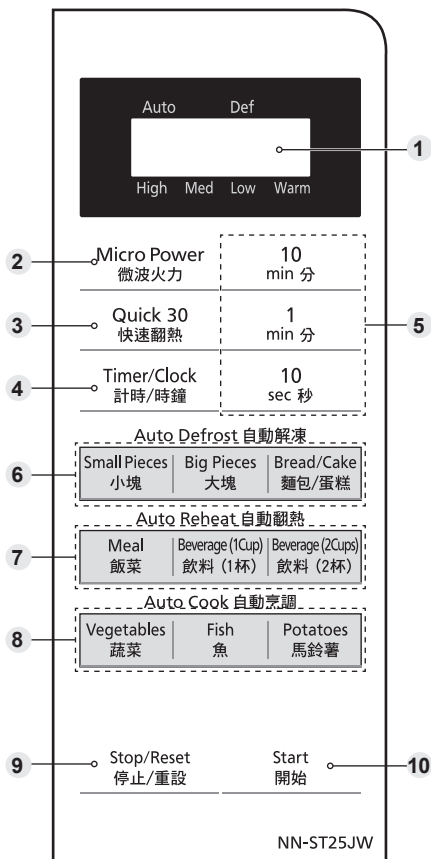 Auto Def
1
High Med Low Warm
2 Micro Power 10
微波火力 min 分
3 Quick 30 1 5
快速翻熱 min 分
4 Timer/Clock 10
計時/時鐘 sec 秒
Auto Defrost 自動解凍
6 Small Pieces Big Pieces Bread/Cake
小塊 大塊 麵包/蛋糕
Auto Reheat 自動翻熱
7 Meal Beverage (1Cup) Beverage (2Cups)
飯菜 飲料 (1杯) 飲料 (2杯)
Auto Cook 自動烹調
8 Vegetables Fish Potatoes
蔬菜 魚 馬鈴薯
9 Stop/Reset Start 10
停止/重設 開始
NN-ST25JW